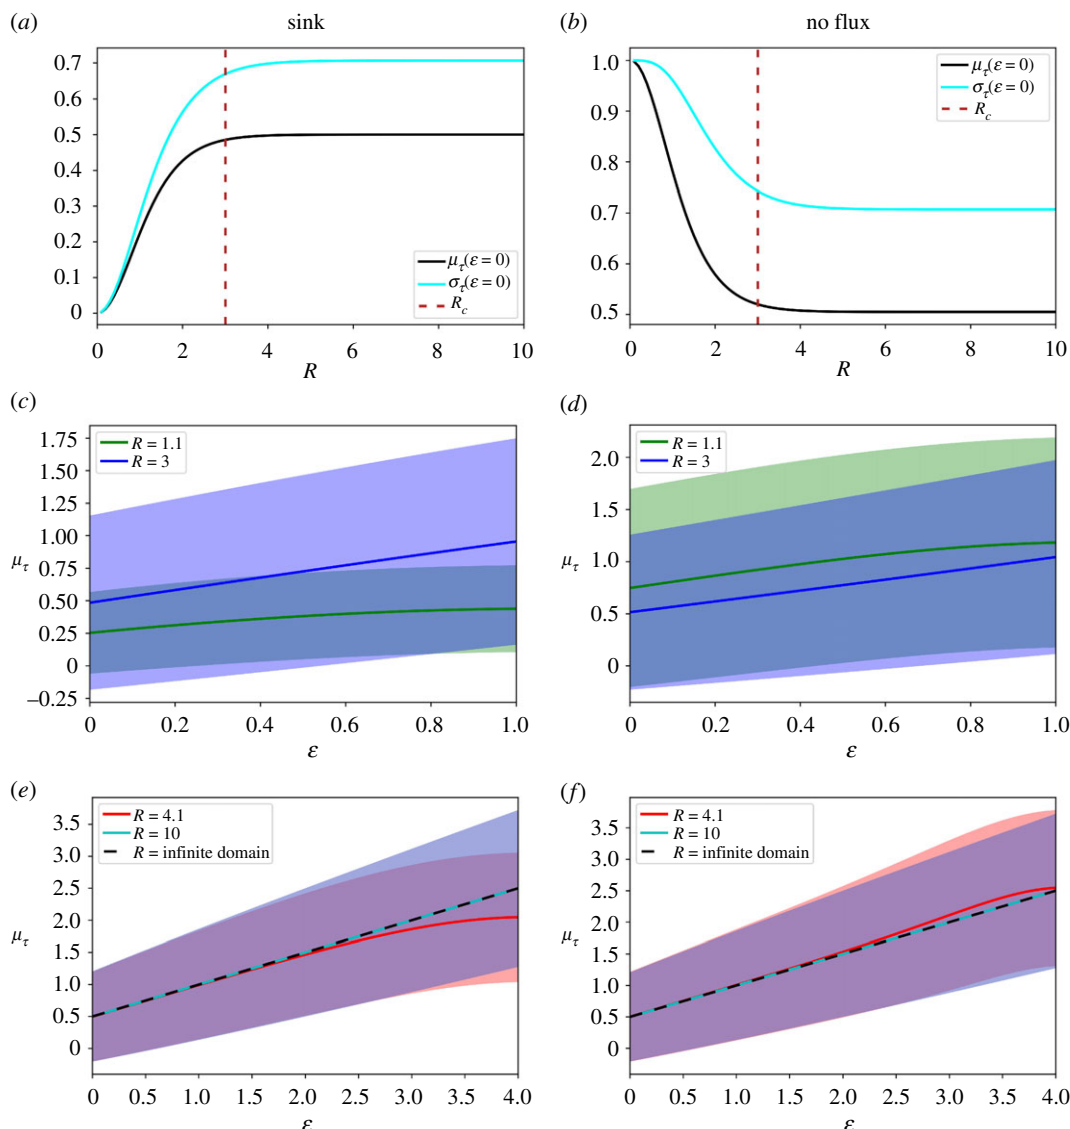 (a) sink (b) no flux
0.7
0.6
0.5
0.4
0.3
0.2
0.1
0
μτ(ε = 0)
στ(ε = 0)
Rc
0 2 4 6 8 10
R
1.0
0.9
0.8
0.7
0.6
0.5
μτ(ε = 0)
στ(ε = 0)
Rc
0 2 4 6 8 10
R
(c) (d)
1.75
1.50
1.25
1.00
μτ 0.75
0.50
0.25
0
–0.25
R = 1.1
R = 3
0 0.2 0.4 0.6 0.8 1.0
ε
2.0
1.5
μτ 1.0
0.5
0
R = 1.1
R = 3
0 0.2 0.4 0.6 0.8 1.0
ε
(e) (f)
3.5
3.0
2.5
2.0
μτ 1.5
1.0
0.5
0
R = 4.1
R = 10
R = infinite domain
0 0.5 1.0 1.5 2.0 2.5 3.0 3.5 4.0
ε
3.5
3.0
2.5
2.0
μτ 1.5
1.0
0.5
0
R = 4.1
R = 10
R = infinite domain
0 0.5 1.0 1.5 2.0 2.5 3.0 3.5 4.0
ε